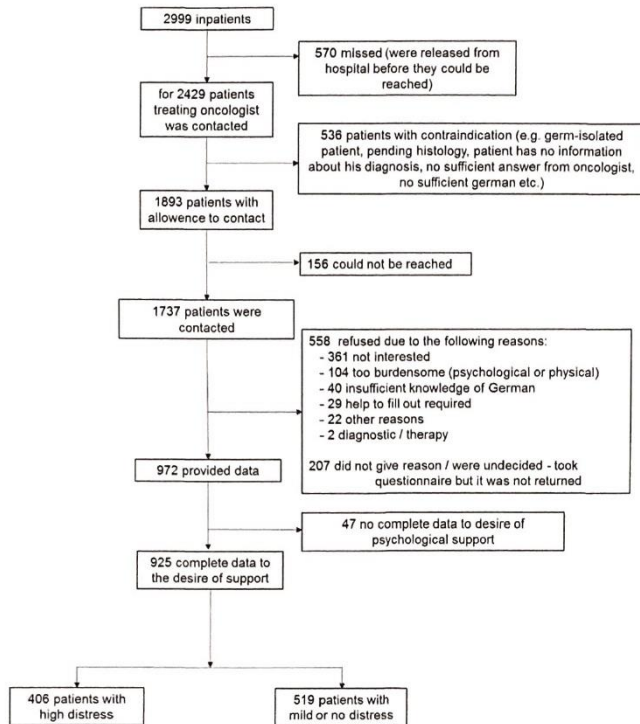 2999 inpatients
570 missed (were released from
hospital before they could be
reached)
for 2429 patients
treating oncologist
was contacted
536 patients with contraindication (e.g. germ-isolated
patient, pending histology, patient has no information
about his diagnosis, no sufficient answer from oncologist,
no sufficient german etc.)
1893 patients with
allowence to contact
156 could not be reached
1737 patients were
contacted
558 refused due to the following reasons:
- 361 not interested
- 104 too burdensome (psychological or physical)
- 40 insufficient knowledge of German
- 29 help to fill out required
- 22 other reasons
- 2 diagnostic / therapy
207 did not give reason / were undecided - took
questionnaire but it was not returned
972 provided data
47 no complete data to desire of
psychological support
925 complete data to
the desire of support
406 patients with
high distress
519 patients with
mild or no distress